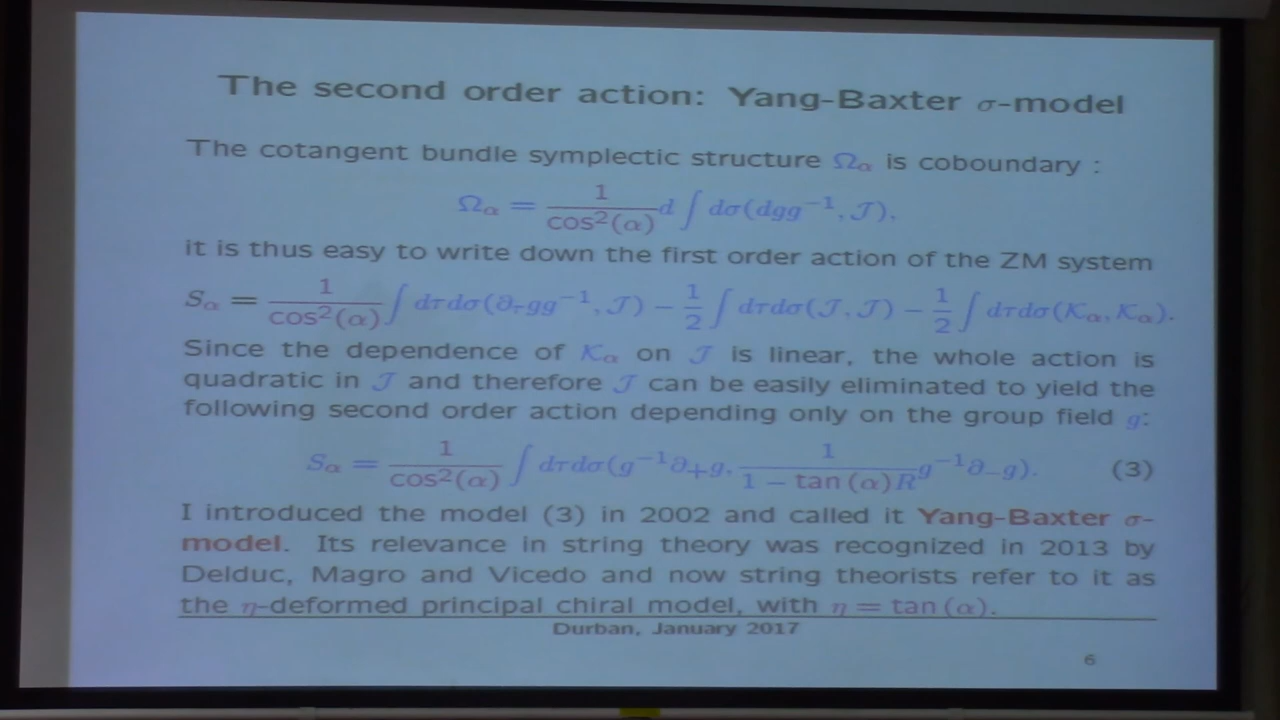 The second order action: Yang-Baxter σ-model
The cotangent bundle symplectic structure Ωα is coboundary :
Ωα = 1/cos²(α) d ∫ dσ(dgg⁻¹, J).
it is thus easy to write down the first order action of the ZM system
Sα = 1/cos²(α) ∫ dτdσ(∂τgg⁻¹, J) − 1/2 ∫ dτdσ(J, J) − 1/2 ∫ dτdσ(Kα, Kα).
Since the dependence of Kα on J is linear, the whole action is
quadratic in J and therefore J can be easily eliminated to yield the
following second order action depending only on the group field g:
Sα = 1/cos²(α) ∫ dτdσ(g⁻¹∂₊g, 1/(1 − tan (α)R) g⁻¹∂₋g). (3)
I introduced the model (3) in 2002 and called it Yang-Baxter σ-
model. Its relevance in string theory was recognized in 2013 by
Delduc, Magro and Vicedo and now string theorists refer to it as
the η-deformed principal chiral model, with η = tan (α).
Durban, January 2017
6